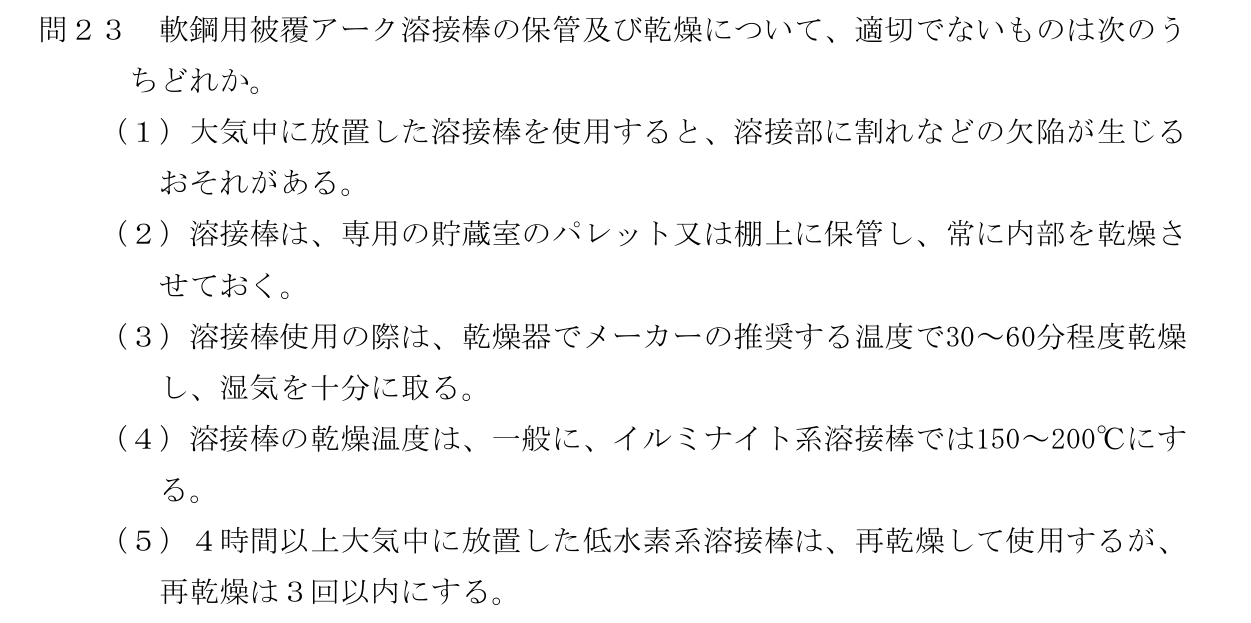 問２３　軟鋼用被覆アーク溶接棒の保管及び乾燥について、適切でないものは次のう
ちどれか。
（１）大気中に放置した溶接棒を使用すると、溶接部に割れなどの欠陥が生じる
おそれがある。
（２）溶接棒は、専用の貯蔵室のパレット又は棚上に保管し、常に内部を乾燥さ
せておく。
（３）溶接棒使用の際は、乾燥器でメーカーの推奨する温度で30～60分程度乾燥
し、湿気を十分に取る。
（４）溶接棒の乾燥温度は、一般に、イルミナイト系溶接棒では150～200℃にす
る。
（５）４時間以上大気中に放置した低水素系溶接棒は、再乾燥して使用するが、
再乾燥は３回以内にする。